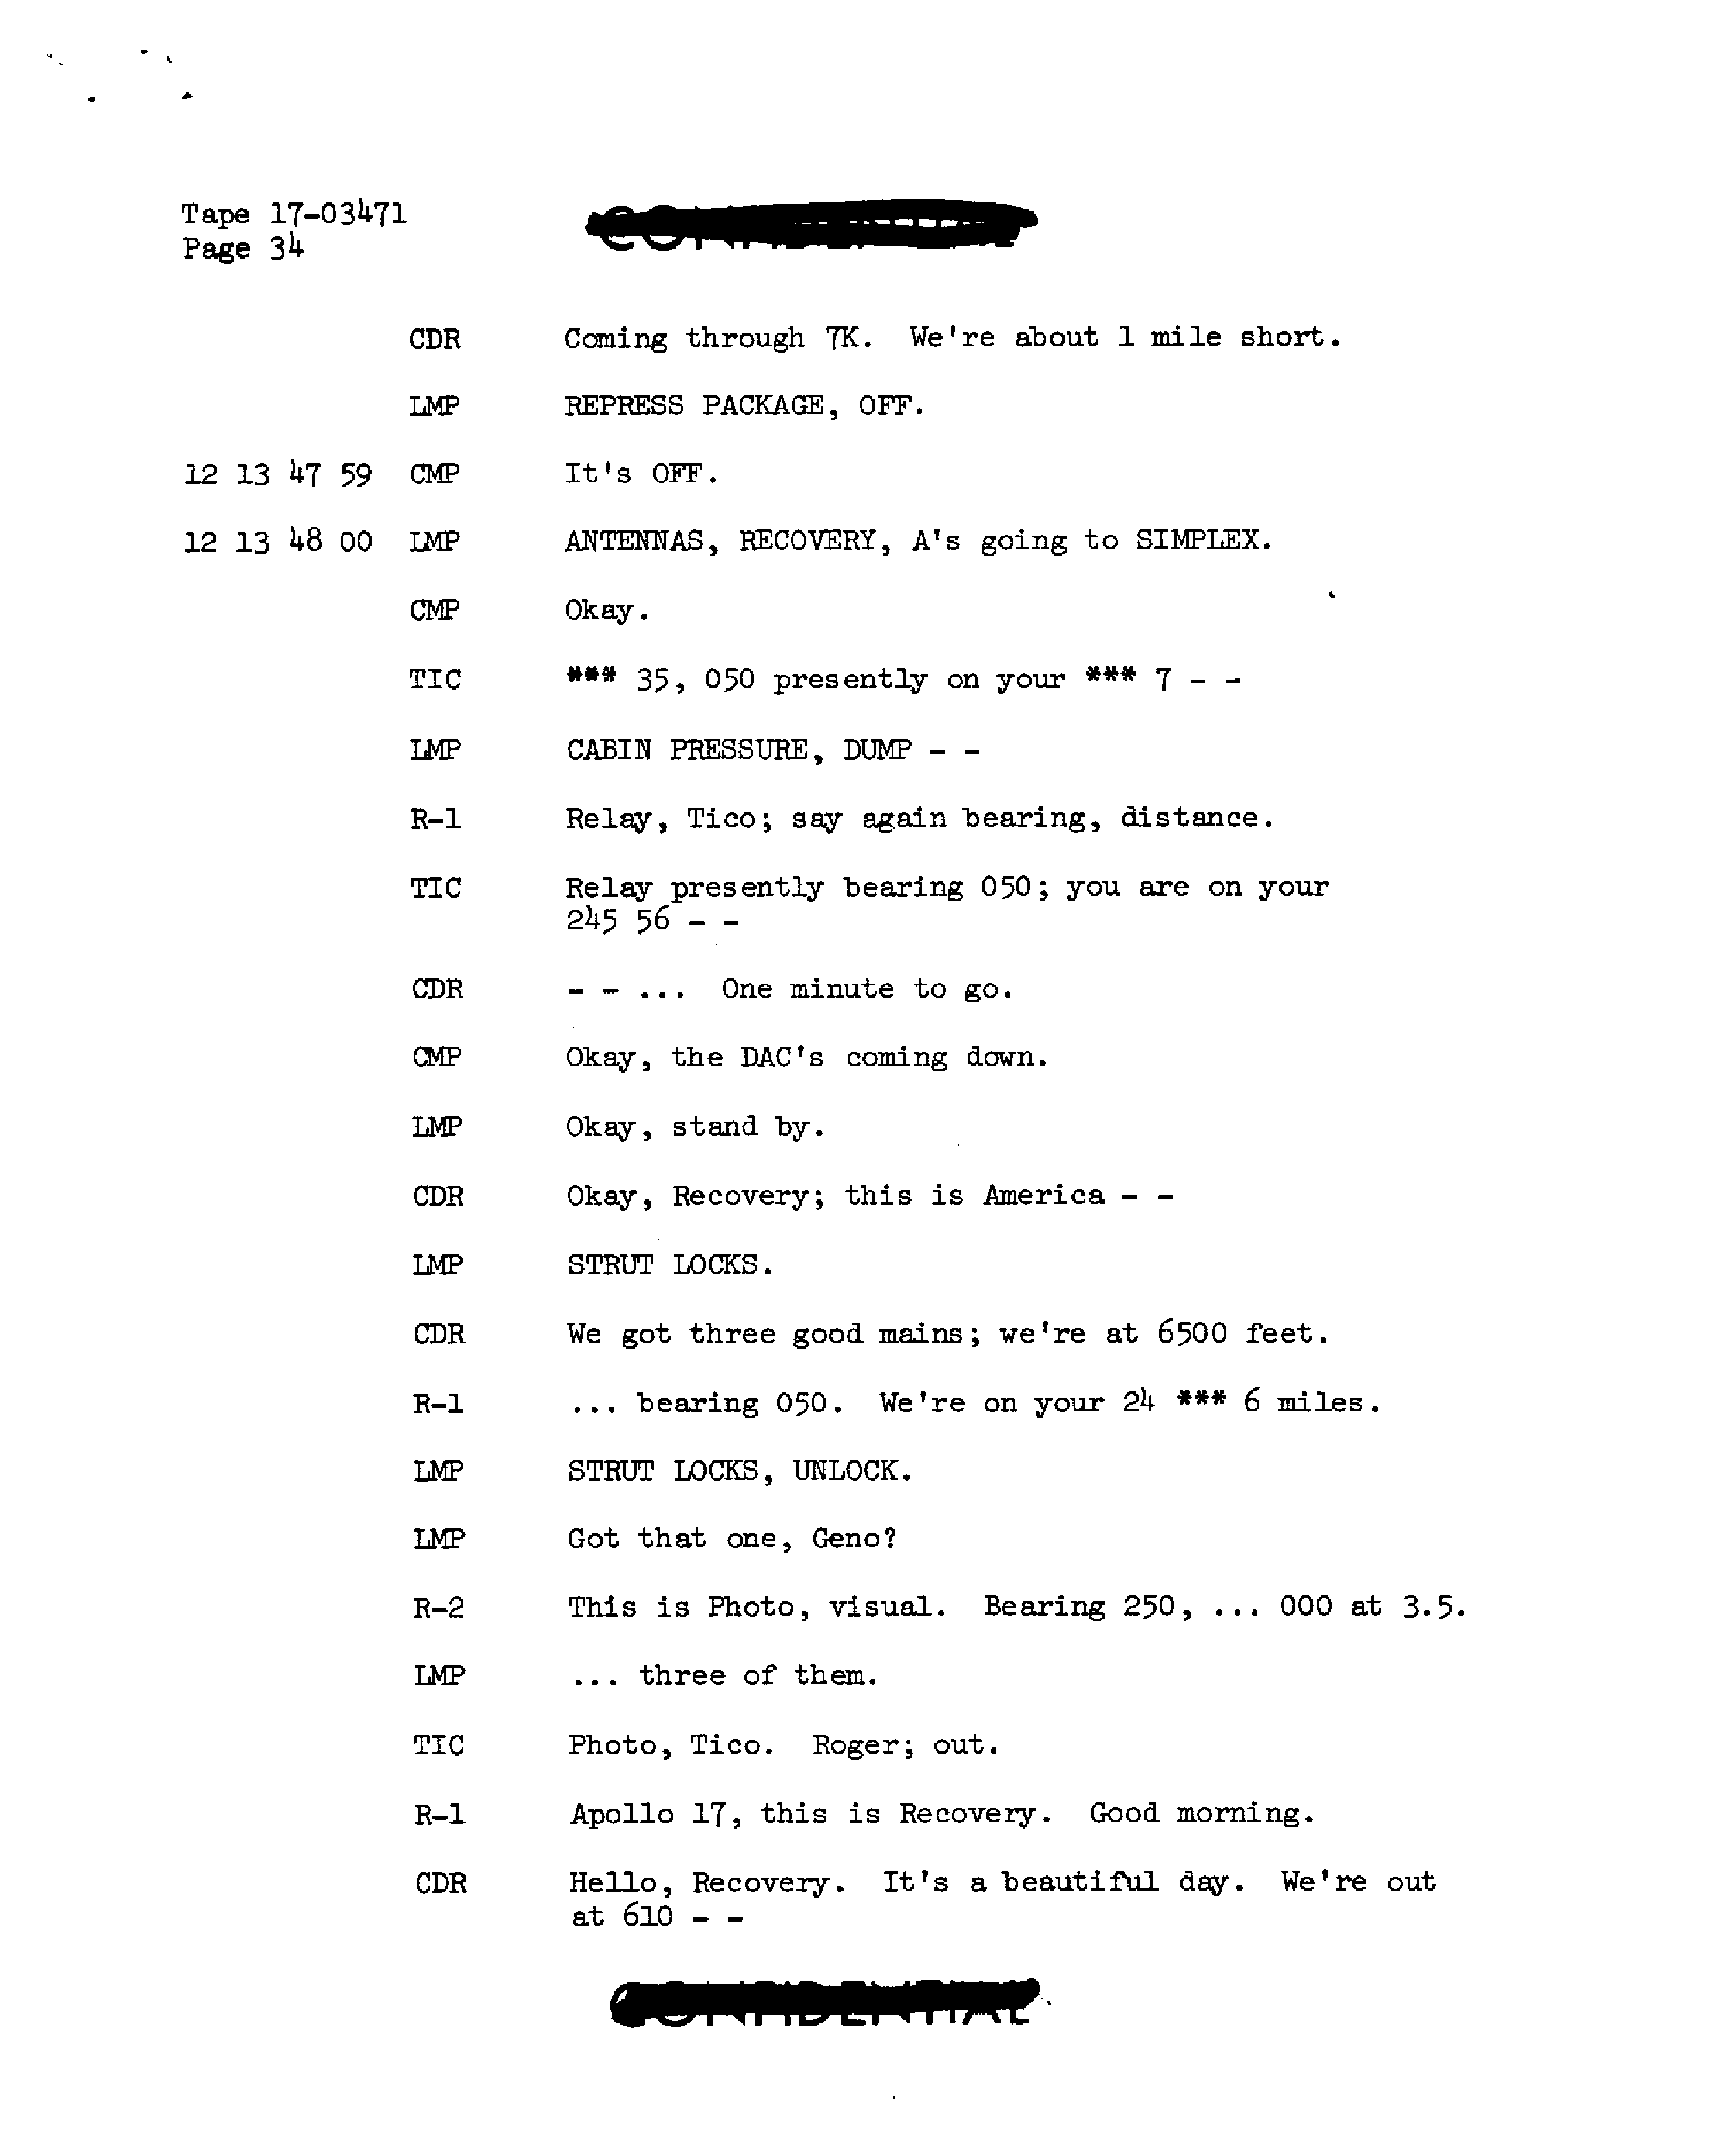 Tape 17-03471
Page 34
CONFIDENTIAL
CDR Coming through 7K. We're about 1 mile short.
LMP REPRESS PACKAGE, OFF.
12 13 47 59 CMP It's OFF.
12 13 48 00 LMP ANTENNAS, RECOVERY, A's going to SIMPLEX.
CMP Okay.
TIC *** 35, 050 presently on your *** 7 - -
LMP CABIN PRESSURE, DUMP - -
R-1 Relay, Tico; say again bearing, distance.
TIC Relay presently bearing 050; you are on your
245 56 - -
CDR - - ... One minute to go.
CMP Okay, the DAC's coming down.
LMP Okay, stand by.
CDR Okay, Recovery; this is America - -
LMP STRUT LOCKS.
CDR We got three good mains; we're at 6500 feet.
R-1 ... bearing 050. We're on your 24 *** 6 miles.
LMP STRUT LOCKS, UNLOCK.
LMP Got that one, Geno?
R-2 This is Photo, visual. Bearing 250, ... 000 at 3.5.
LMP ... three of them.
TIC Photo, Tico. Roger; out.
R-1 Apollo 17, this is Recovery. Good morning.
CDR Hello, Recovery. It's a beautiful day. We're out
at 610 - -
CONFIDENTIAL